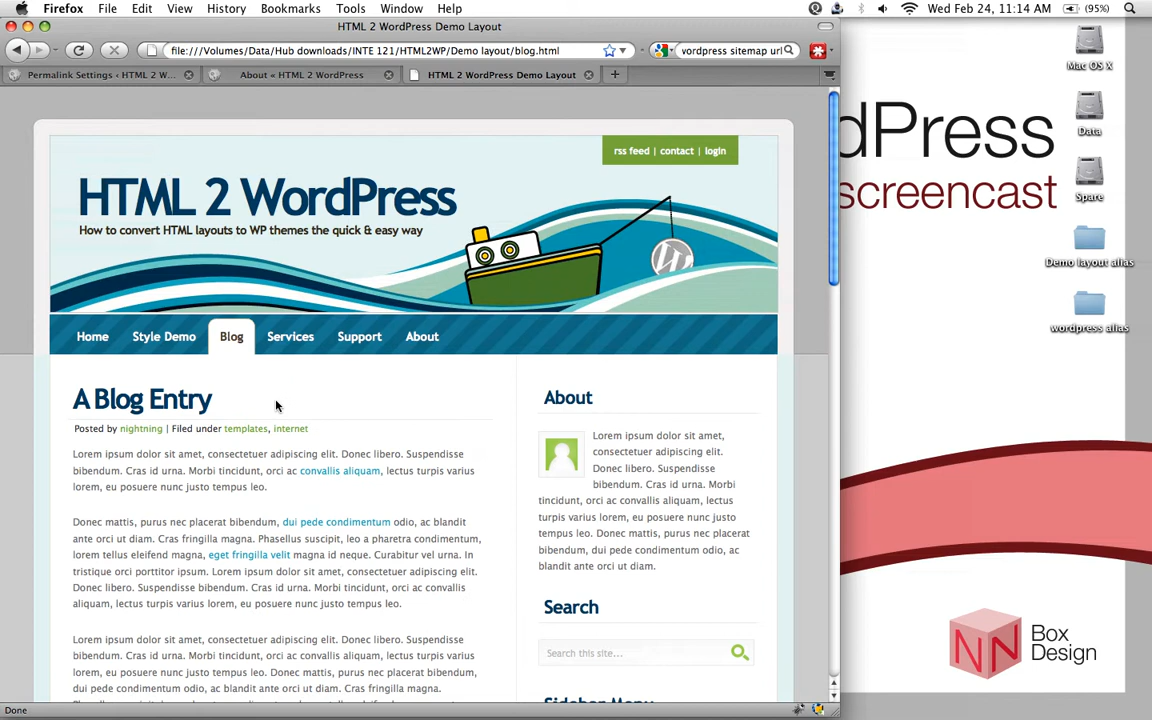 Firefox File Edit View History Bookmarks Tools Window Help Wed Feb 24, 11:14 AM (95%)
HTML 2 WordPress Demo Layout
file:///Volumes/Data/Hub downloads/INTE 121/HTML2WP/Demo layout/blog.html
vordpress sitemap url
Permalink Settings ‹ HTML 2 W...
About « HTML 2 WordPress
HTML 2 WordPress Demo Layout
rss feed | contact | login
HTML 2 WordPress
How to convert HTML layouts to WP themes the quick & easy way
Home Style Demo Blog Services Support About
A Blog Entry
Posted by nightning | Filed under templates, internet
Lorem ipsum dolor sit amet, consectetuer adipiscing elit. Donec libero. Suspendisse
bibendum. Cras id urna. Morbi tincidunt, orci ac convallis aliquam, lectus turpis varius
lorem, eu posuere nunc justo tempus leo.
Donec mattis, purus nec placerat bibendum, dui pede condimentum odio, ac blandit
ante orci ut diam. Cras fringilla magna. Phasellus suscipit, leo a pharetra condimentum,
lorem tellus eleifend magna, eget fringilla velit magna id neque. Curabitur vel urna. In
tristique orci porttitor ipsum. Lorem ipsum dolor sit amet, consectetuer adipiscing elit.
Donec libero. Suspendisse bibendum. Cras id urna. Morbi tincidunt, orci ac convallis
aliquam, lectus turpis varius lorem, eu posuere nunc justo tempus leo.
Lorem ipsum dolor sit amet, consectetuer adipiscing elit. Donec libero. Suspendisse
bibendum. Cras id urna. Morbi tincidunt, orci ac convallis aliquam, lectus turpis varius
lorem, eu posuere nunc justo tempus leo. Donec mattis, purus nec placerat bibendum,
dui pede condimentum odio, ac blandit ante orci ut diam. Cras fringilla magna.
About
Lorem ipsum dolor sit amet,
consectetuer adipiscing elit.
Donec libero. Suspendisse
bibendum. Cras id urna. Morbi
tincidunt, orci ac convallis aliquam, lectus
turpis varius lorem, eu posuere nunc justo
tempus leo. Donec mattis, purus nec placerat
bibendum, dui pede condimentum odio, ac
blandit ante orci ut diam.
Search
Search this site...
Sidebar Menu
Done
dPress
screencast
Mac OS X
Data
Spare
Demo layout alias
wordpress alias
NN
Box
Design